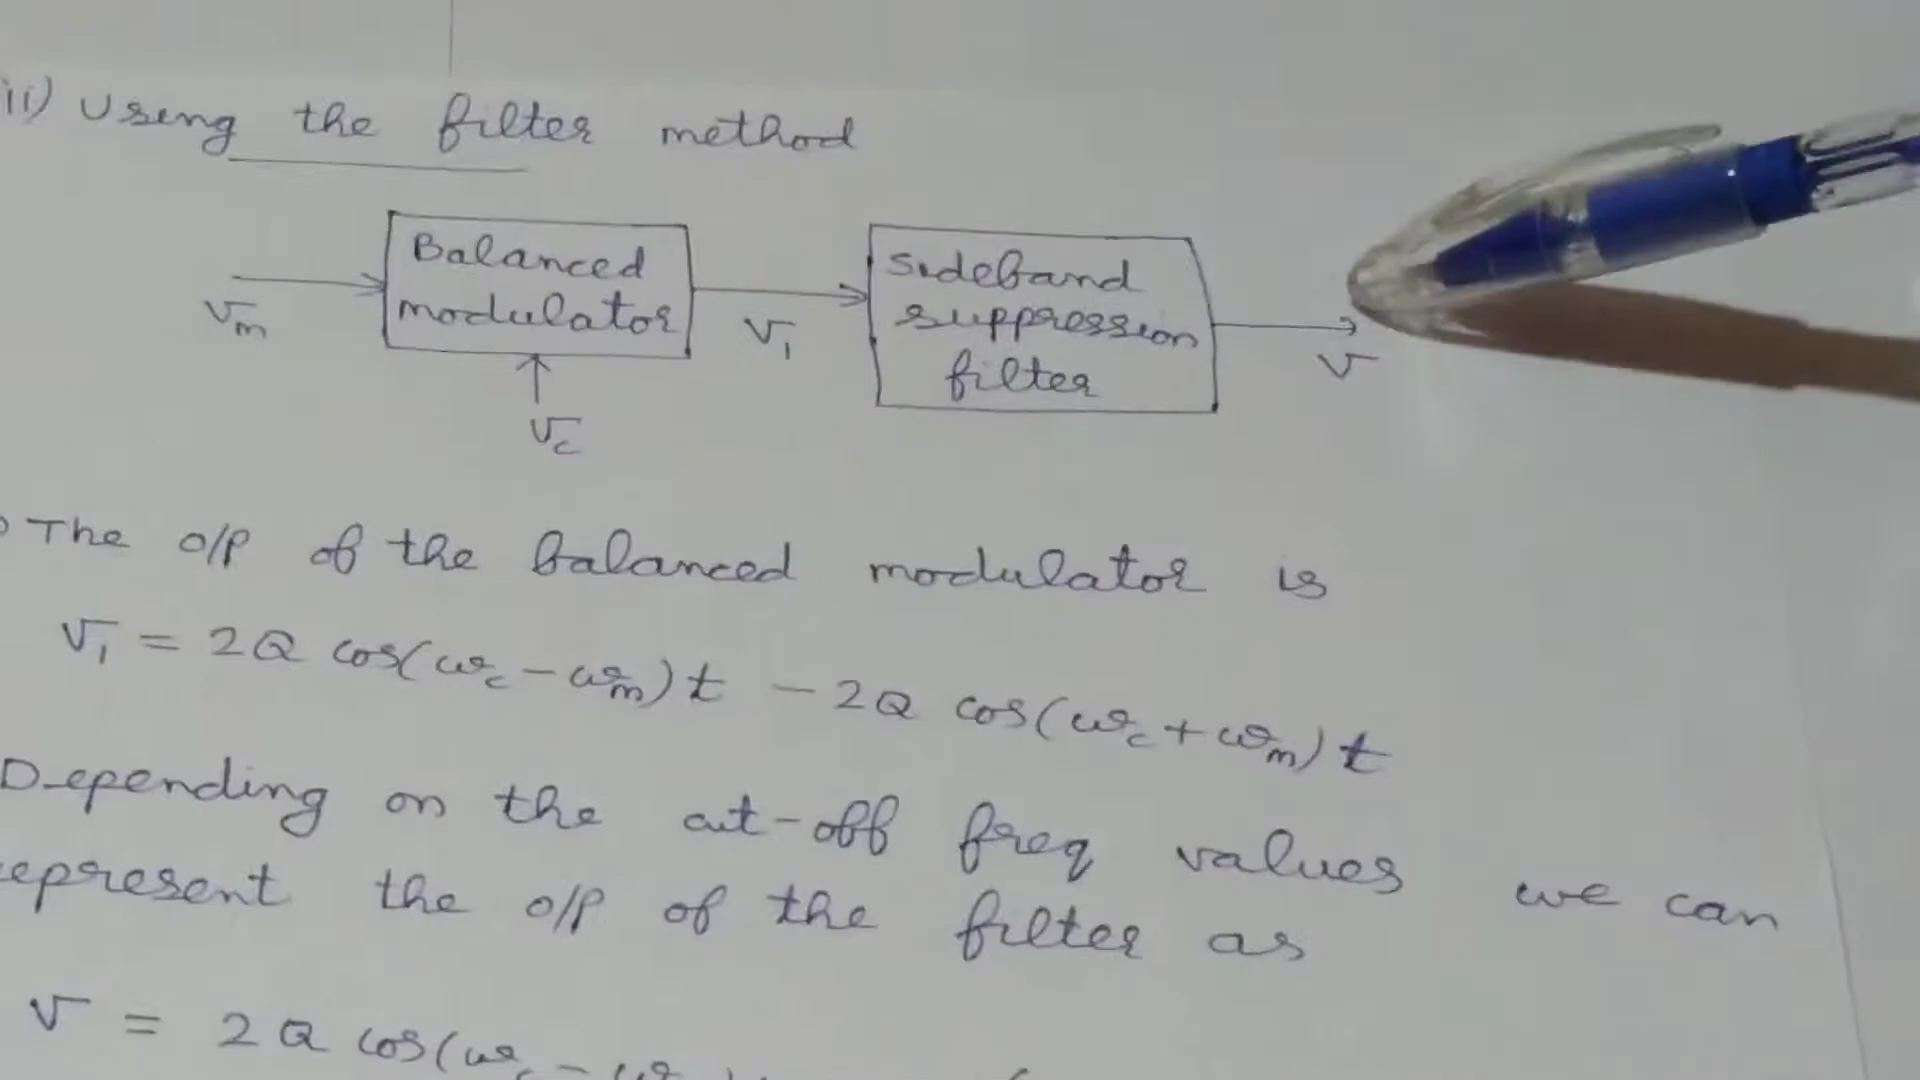 ii) Using the filter method
Balanced
modulator
Sideband
suppression
filter
Vm
V1
V
Vc
The o/p of the balanced modulator is
V1 = 2Q cos(ωc - ωm)t - 2Q cos(ωc + ωm)t
Depending on the cut-off freq values we can
represent the o/p of the filter as
V = 2Q cos(ωc - ωm